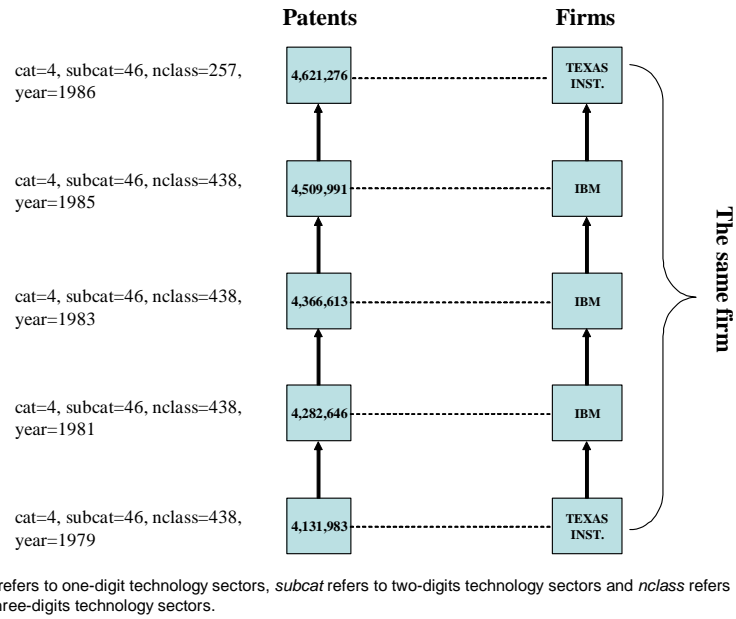 Patents Firms
cat=4, subcat=46, nclass=257,
year=1986
4,621,276
TEXAS
INST.
cat=4, subcat=46, nclass=438,
year=1985
4,509,991
IBM
cat=4, subcat=46, nclass=438,
year=1983
4,366,613
IBM
cat=4, subcat=46, nclass=438,
year=1981
4,282,646
IBM
cat=4, subcat=46, nclass=438,
year=1979
4,131,983
TEXAS
INST.
The same firm
refers to one-digit technology sectors, subcat refers to two-digits technology sectors and nclass refers
hree-digits technology sectors.